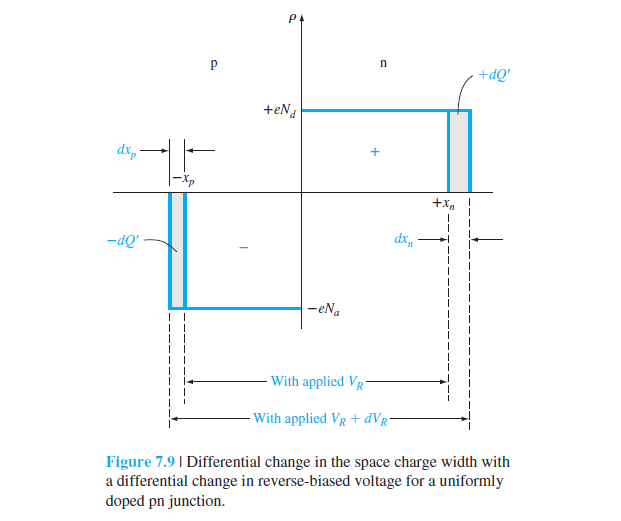 ρ
p
n
+dQ′
+eN_d
dx_p
−x_p
+x_n
−dQ′
dx_n
−eN_a
With applied V_R
With applied V_R + dV_R
Figure 7.9 | Differential change in the space charge width with
a differential change in reverse-biased voltage for a uniformly
doped pn junction.